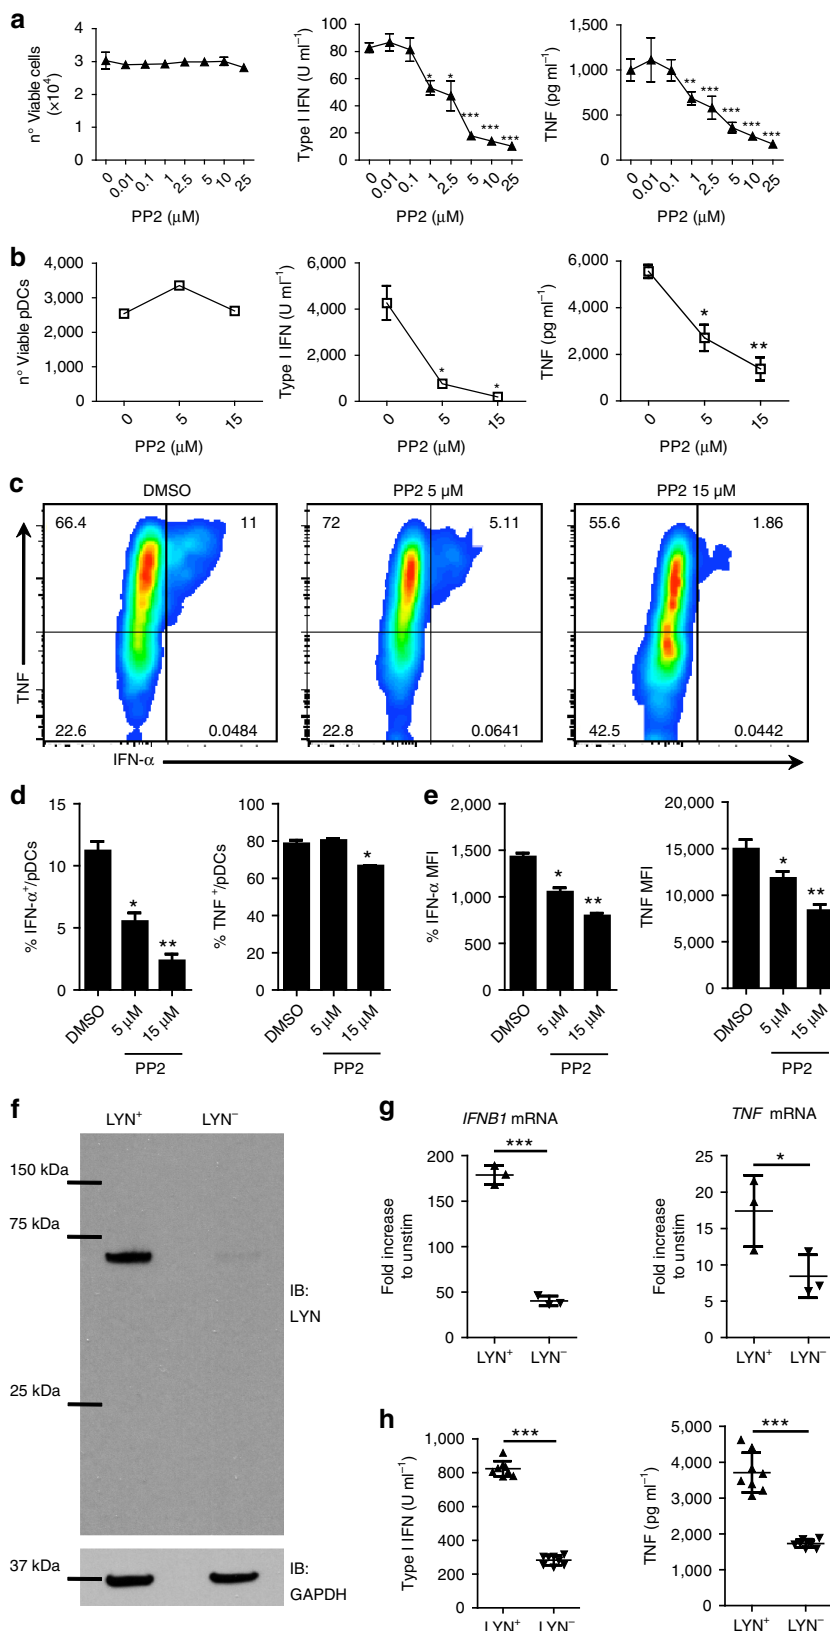 a
n° Viable cells
(×10⁴)
4
3
2
1
0
0 0.01 0.1 1 2.5 5 10 25
PP2 (μM)
Type I IFN (U ml⁻¹)
100
80
60
40
20
0
* * *** *** ***
0 0.01 0.1 1 2.5 5 10 25
PP2 (μM)
TNF (pg ml⁻¹)
1,500
1,000
500
0
** *** *** *** ***
0 0.01 0.1 1 2.5 5 10 25
PP2 (μM)
b
n° Viable pDCs
4,000
3,000
2,000
1,000
0
0 5 15
PP2 (μM)
Type I IFN (U ml⁻¹)
6,000
4,000
2,000
0
* *
0 5 15
PP2 (μM)
TNF (pg ml⁻¹)
6,000
4,000
2,000
0
* **
0 5 15
PP2 (μM)
c
DMSO
66.4 11
22.6 0.0484
PP2 5 μM
72 5.11
22.8 0.0641
PP2 15 μM
55.6 1.86
42.5 0.0442
TNF
IFN-α
d
% IFN-α⁺/pDCs
15
10
5
0
* **
DMSO 5 μM 15 μM
PP2
% TNF⁺/pDCs
100
80
60
40
20
0
*
DMSO 5 μM 15 μM
PP2
e
% IFN-α MFI
2,000
1,500
1,000
500
0
* **
DMSO 5 μM 15 μM
PP2
TNF MFI
20,000
15,000
10,000
5,000
0
* **
DMSO 5 μM 15 μM
PP2
f
LYN⁺ LYN⁻
150 kDa
75 kDa
25 kDa
IB:
LYN
37 kDa
IB:
GAPDH
g
IFNB1 mRNA
Fold increase
to unstim
200
150
100
50
0
***
LYN⁺ LYN⁻
TNF mRNA
Fold increase
to unstim
25
20
15
10
5
0
*
LYN⁺ LYN⁻
h
Type I IFN (U ml⁻¹)
1,000
800
600
400
200
0
***
LYN⁺ LYN⁻
TNF (pg ml⁻¹)
5,000
4,000
3,000
2,000
1,000
0
***
LYN⁺ LYN⁻